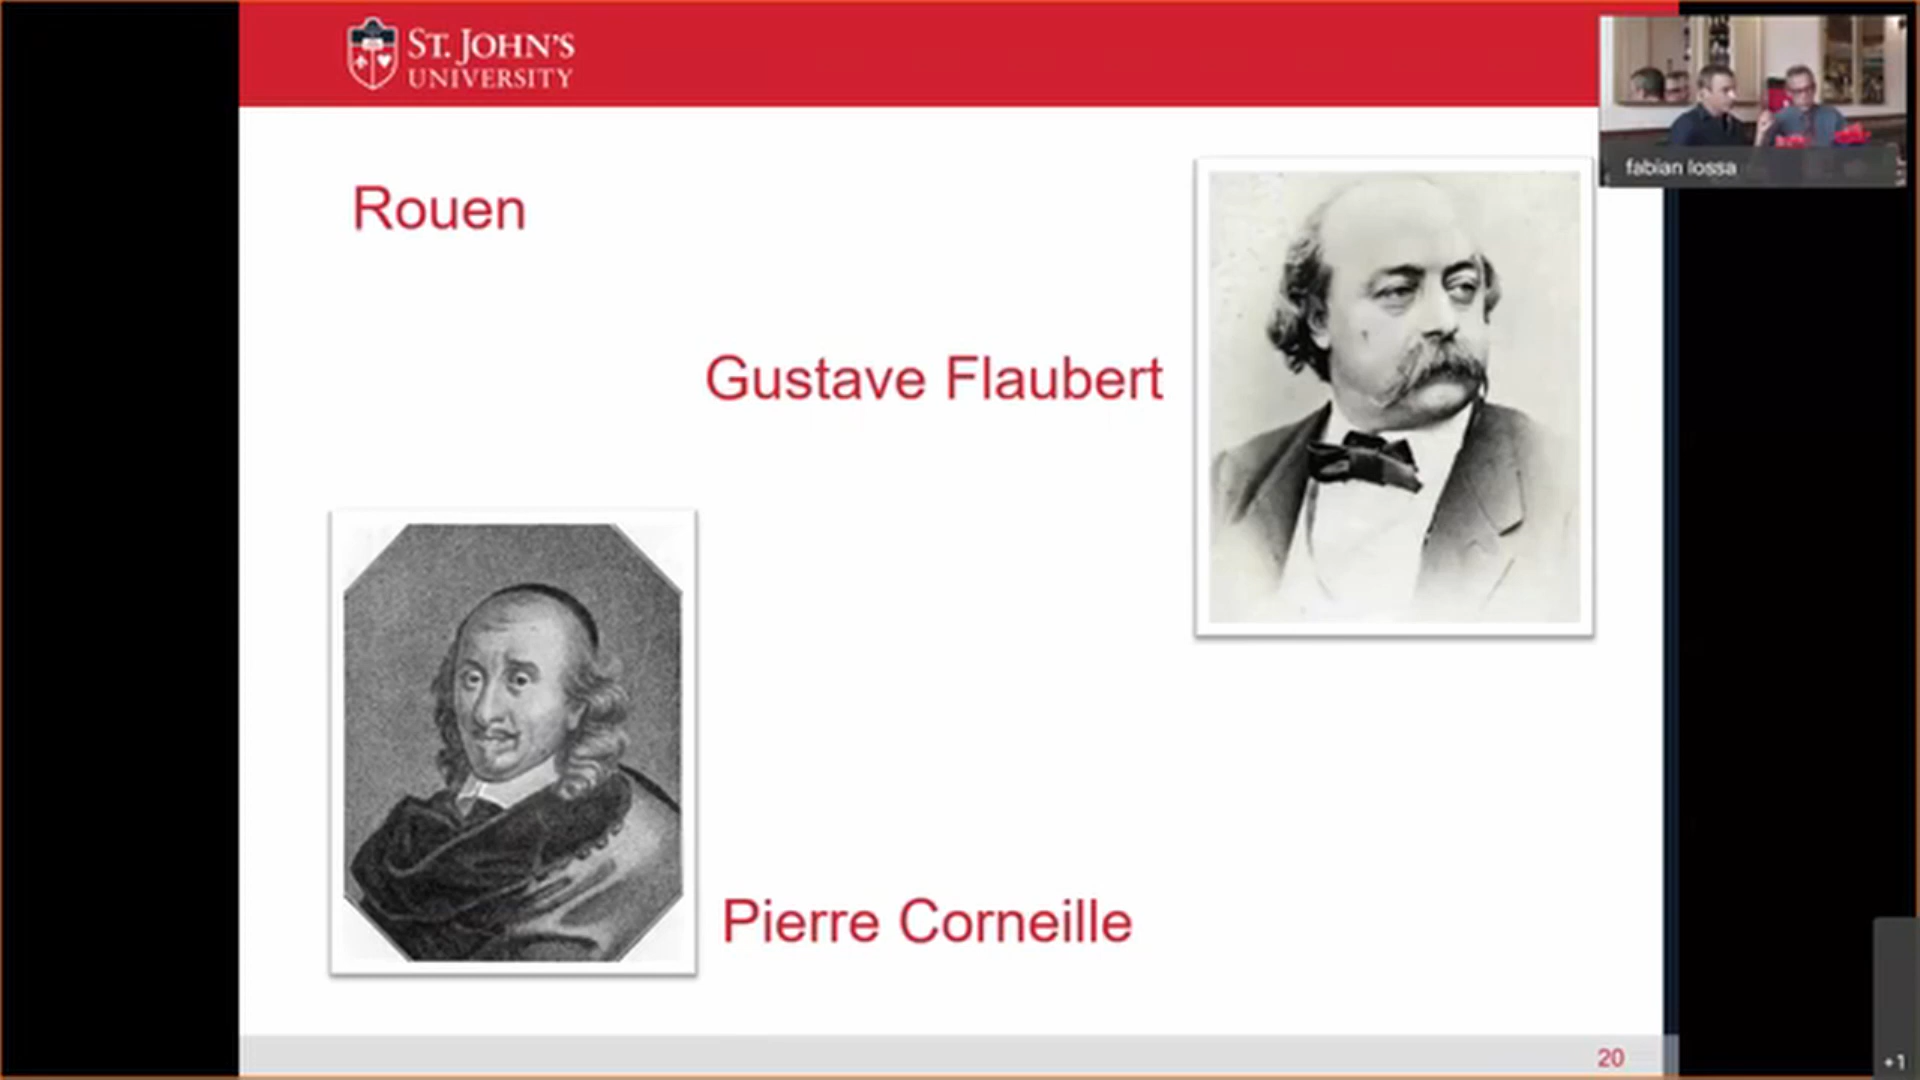 ST. JOHN'S
UNIVERSITY
fabian lossa
Rouen
Gustave Flaubert
Pierre Corneille
20
+1